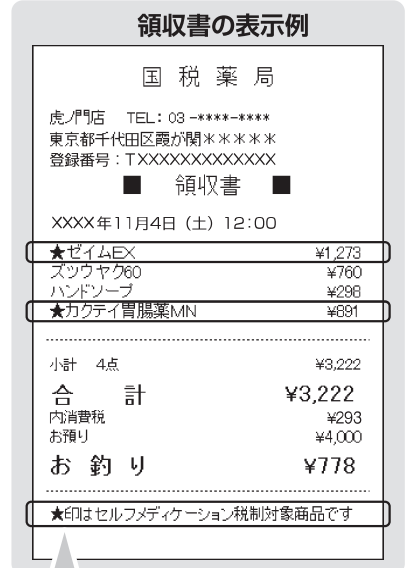 領収書の表示例
国税薬局
虎ノ門店 TEL：03-****-****
東京都千代田区霞が関＊＊＊＊＊
登録番号：TXXXXXXXXXXXXX
■ 領収書 ■
XXXX年11月4日（土）12:00
★ゼイムEX ¥1,273
ズツウヤク60 ¥760
ハンドソープ ¥298
★カクテイ胃腸薬MN ¥891
小計 4点 ¥3,222
合計 ¥3,222
内消費税 ¥293
お預り ¥4,000
お釣り ¥778
★印はセルフメディケーション税制対象商品です